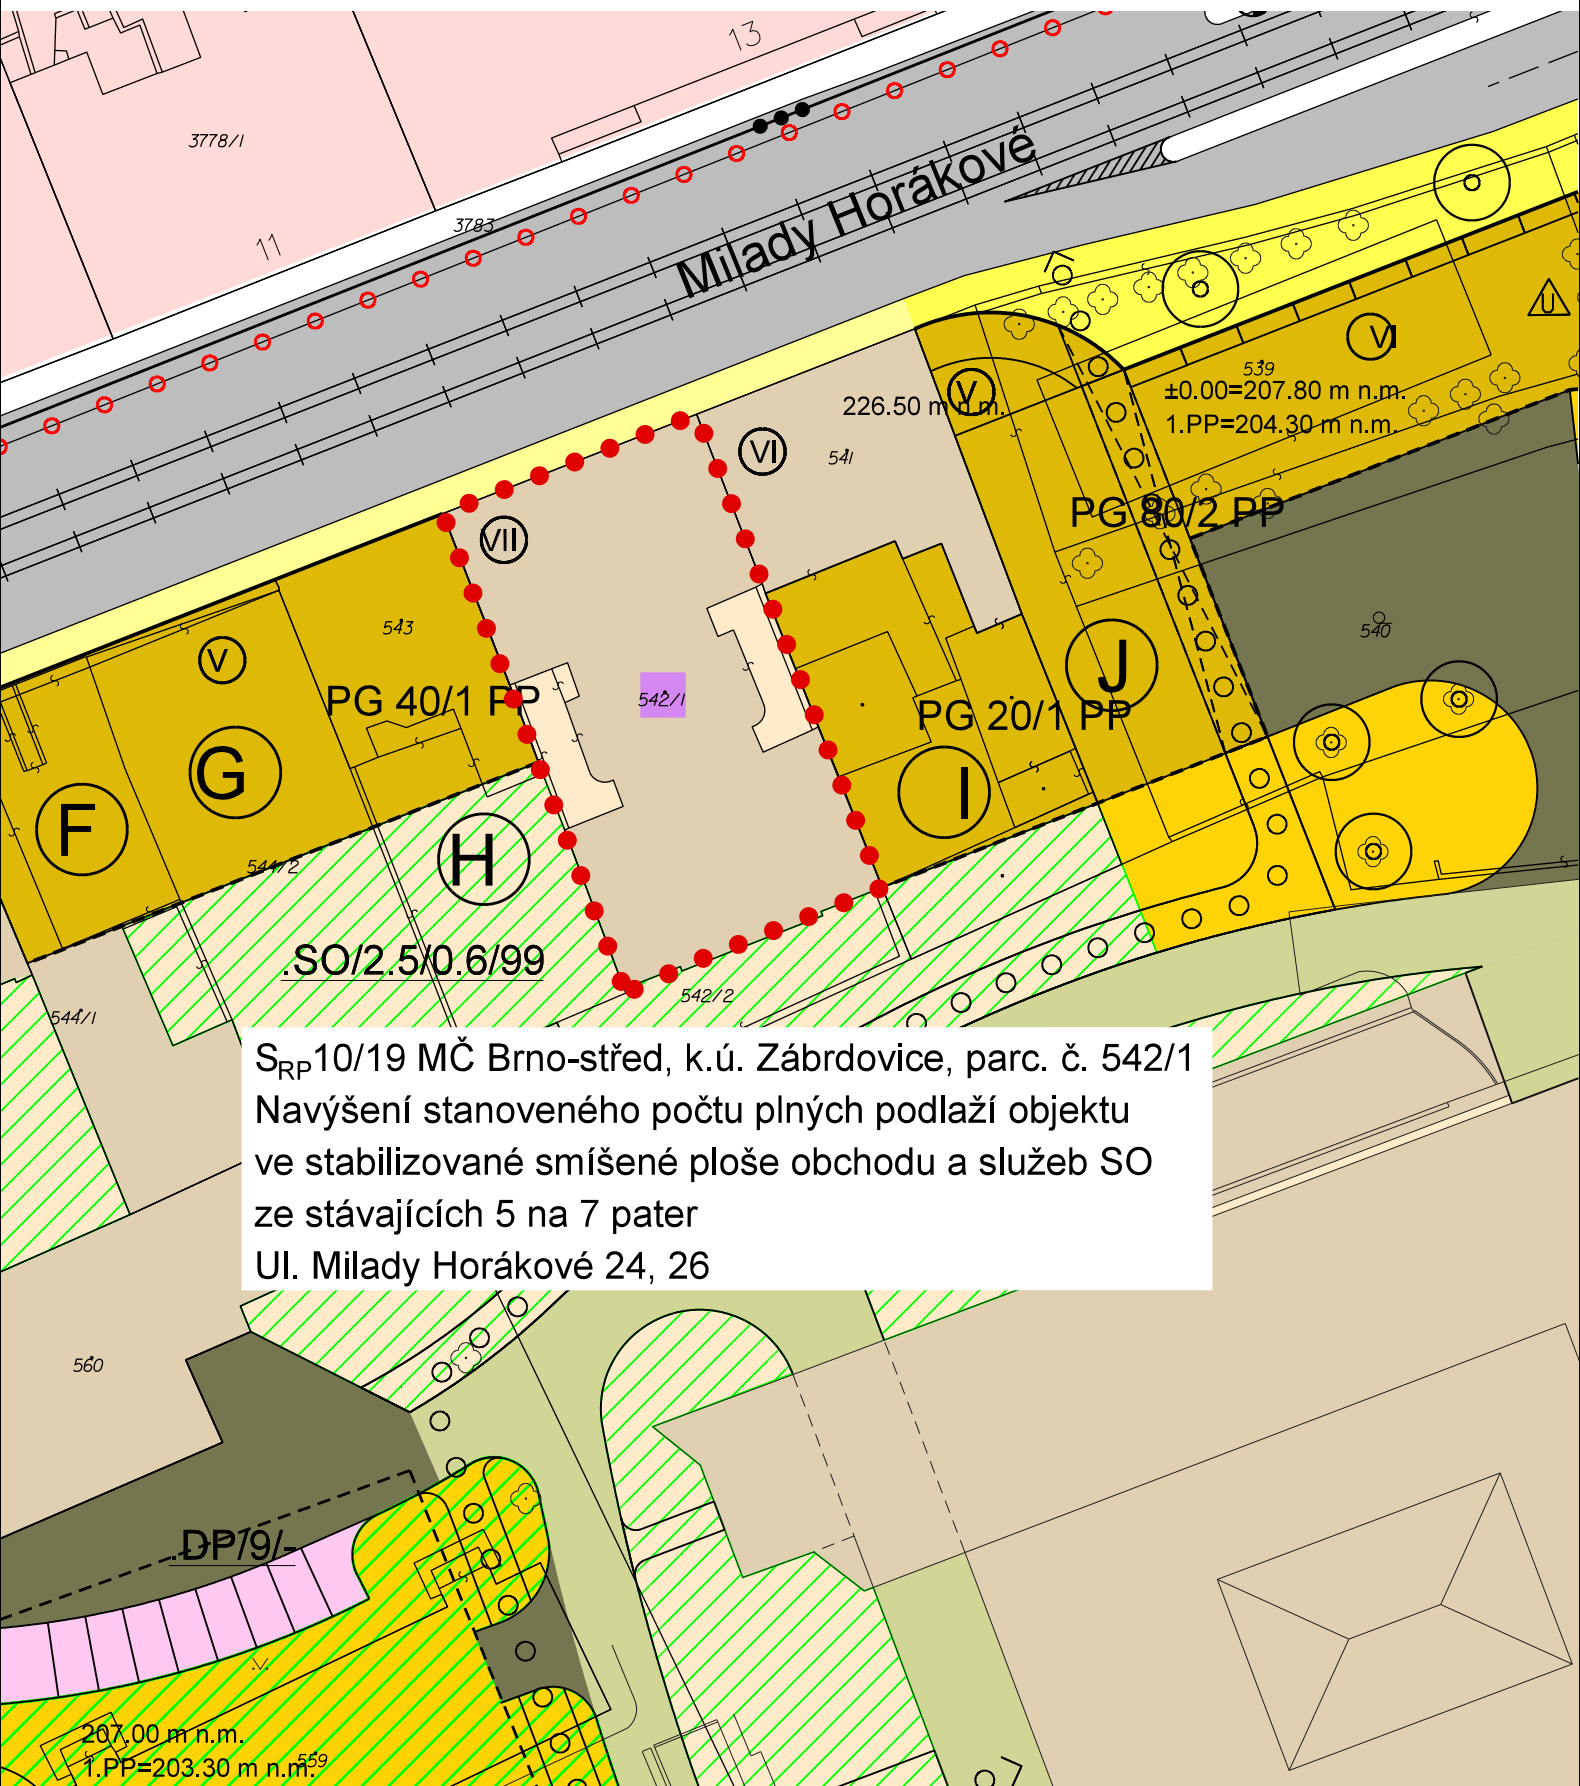 13
3778/1
11
3783
Milady Horákové
VI
U
539
±0.00=207.80 m n.m.
1.PP=204.30 m n.m.
V
226.50 m n.m.
VI
541
VII
PG 80/2 PP
543
540
V
J
542/1
PG 40/1 PP
PG 20/1 PP
G
I
F
H
544/2
.SO/2.5/0.6/99
542/2
544/1
SRP10/19 MČ Brno-střed, k.ú. Zábrdovice, parc. č. 542/1
Navýšení stanoveného počtu plných podlaží objektu
ve stabilizované smíšené ploše obchodu a služeb SO
ze stávajících 5 na 7 pater
Ul. Milady Horákové 24, 26
560
.DP/9/-
207.00 m n.m.
1.PP=203.30 m n.m.
559